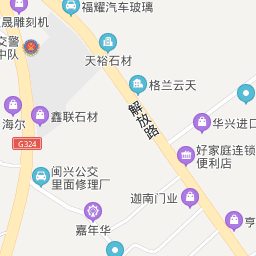 福耀汽车玻璃
晟雕刻机
交警
中队
天裕石材
格兰云天
解放路
鑫联石材
海尔
华兴进口
G324
好家庭连锁
便利店
闽兴公交
里面修理厂
迦南门业
嘉年华
亨